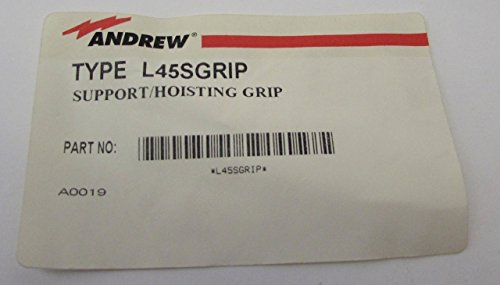 ANDREW®
TYPE L45SGRIP
SUPPORT/HOISTING GRIP
PART NO:
*L45SGRIP*
A0019